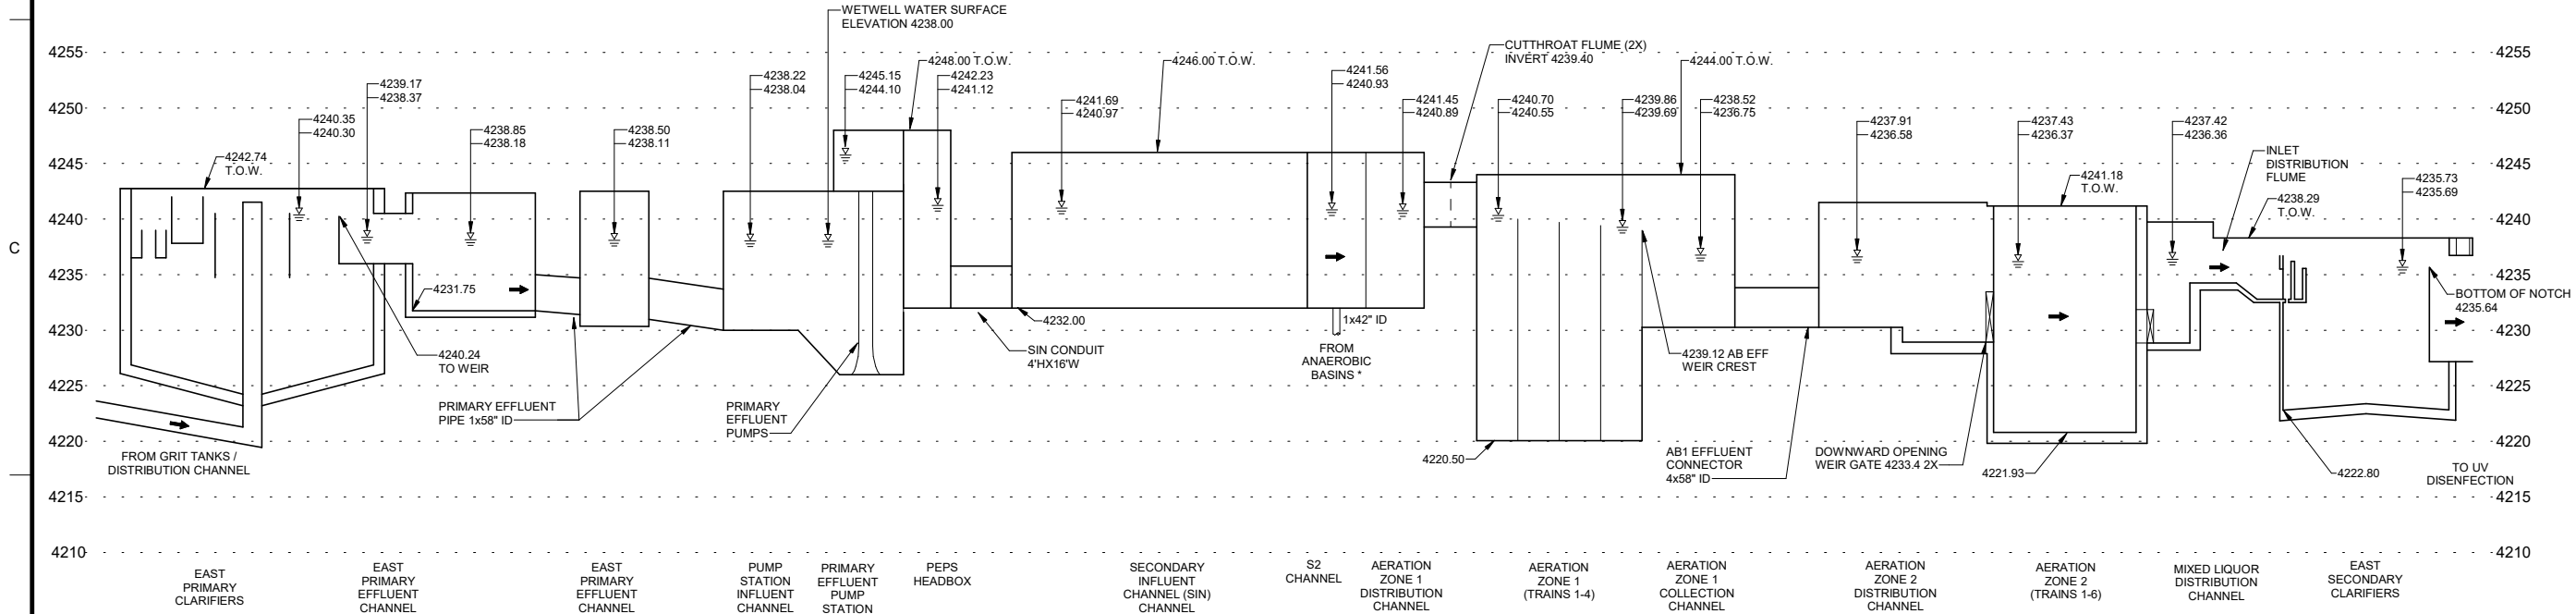 WETWELL WATER SURFACE
ELEVATION 4238.00
4255
4255
4248.00 T.O.W.
4246.00 T.O.W.
CUTTHROAT FLUME (2X)
INVERT 4239.40
4244.00 T.O.W.
4239.17
4238.37
4238.22
4238.04
4245.15
4244.10
4242.23
4241.12
4241.56
4240.93
4250
4250
4240.35
4240.30
4238.85
4238.18
4238.50
4238.11
4241.69
4240.97
4241.45
4240.89
4240.70
4240.55
4239.86
4239.69
4238.52
4236.75
4237.91
4236.58
4237.43
4236.37
4237.42
4236.36
4245
4245
4242.74
T.O.W.
INLET
DISTRIBUTION
FLUME
4241.18
T.O.W.
4238.29
T.O.W.
4235.73
4235.69
4240
4240
C
4235
4235
4231.75
BOTTOM OF NOTCH
4235.64
4230
4230
4232.00
1x42" ID
4240.24
TO WEIR
SIN CONDUIT
4'HX16'W
FROM
ANAEROBIC
BASINS *
4239.12 AB EFF
WEIR CREST
4225
4225
PRIMARY EFFLUENT
PIPE 1x58" ID
PRIMARY
EFFLUENT
PUMPS
4220
4220
FROM GRIT TANKS /
DISTRIBUTION CHANNEL
4220.50
AB1 EFFLUENT
CONNECTOR
4x58" ID
DOWNWARD OPENING
WEIR GATE 4233.4 2X
4221.93
4222.80
TO UV
DISENFECTION
4215
4215
4210
4210
EAST
PRIMARY
CLARIFIERS
EAST
PRIMARY
EFFLUENT
CHANNEL
EAST
PRIMARY
EFFLUENT
CHANNEL
PUMP
STATION
INFLUENT
CHANNEL
PRIMARY
EFFLUENT
PUMP
STATION
PEPS
HEADBOX
SECONDARY
INFLUENT
CHANNEL (SIN)
CHANNEL
S2
CHANNEL
AERATION
ZONE 1
DISTRIBUTION
CHANNEL
AERATION
ZONE 1
(TRAINS 1-4)
AERATION
ZONE 1
COLLECTION
CHANNEL
AERATION
ZONE 2
DISTRIBUTION
CHANNEL
AERATION
ZONE 2
(TRAINS 1-6)
MIXED LIQUOR
DISTRIBUTION
CHANNEL
EAST
SECONDARY
CLARIFIERS